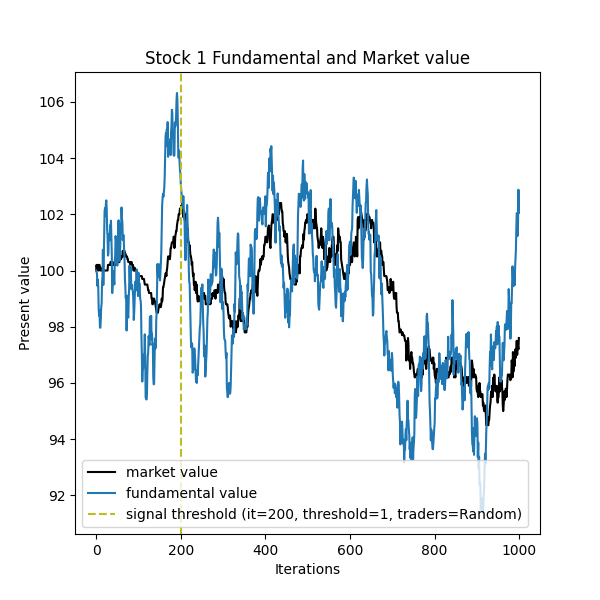 Stock 1 Fundamental and Market value
Present value
106
104
102
100
98
96
94
92
market value
fundamental value
signal threshold (it=200, threshold=1, traders=Random)
0
200
400
600
800
1000
Iterations